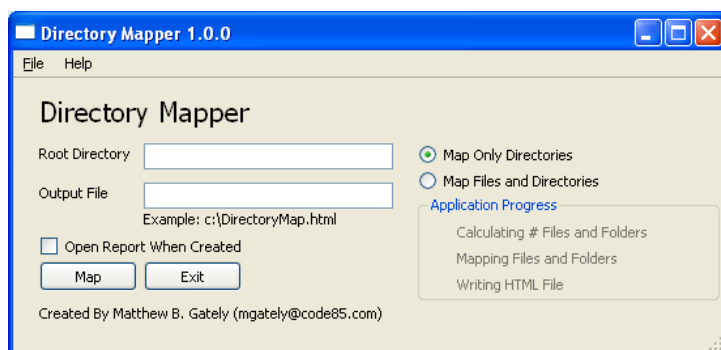 Directory Mapper 1.0.0
File Help
Directory Mapper
Root Directory
Output File
Example: c:\DirectoryMap.html
Open Report When Created
Map Exit
Created By Matthew B. Gately (mgately@code85.com)
Map Only Directories
Map Files and Directories
Application Progress
Calculating # Files and Folders
Mapping Files and Folders
Writing HTML File